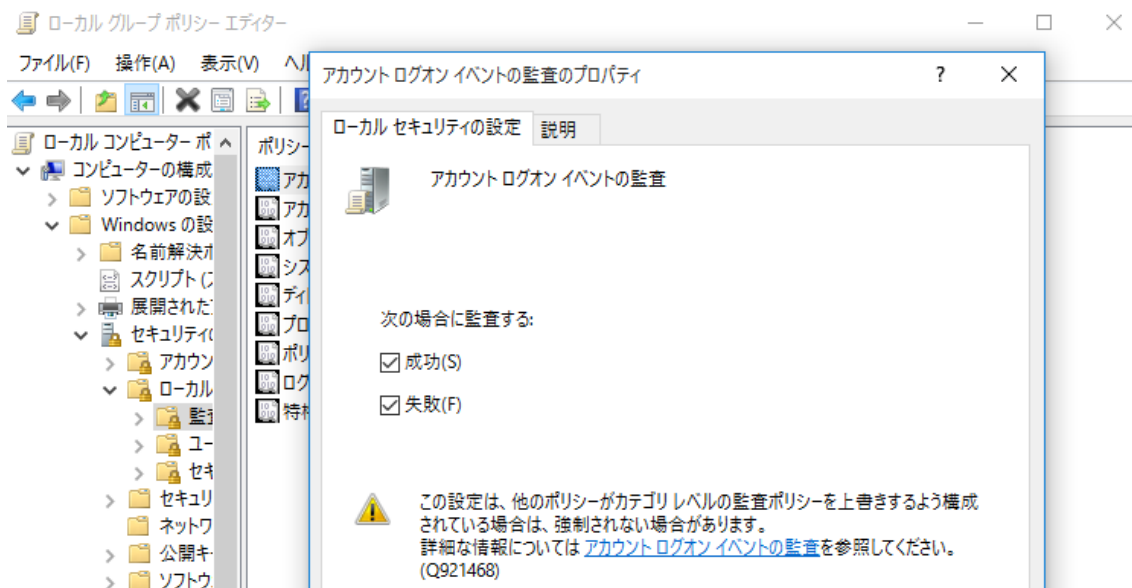 ローカル グループ ポリシー エディター
ファイル(F) 操作(A) 表示(V) ヘル
ローカル コンピューター ポ
コンピューターの構成
ソフトウェアの設
Windows の設
名前解決ポ
スクリプト (ス
展開された
セキュリティの
アカウン
ローカル
監査
ユー
セキ
セキュリ
ネットワ
公開キー
ソフトウ
ポリシー
アカ
アカ
オブ
シス
ディ
プロ
ポリ
ログ
特権
アカウント ログオン イベントの監査のプロパティ
ローカル セキュリティの設定 説明
アカウント ログオン イベントの監査
次の場合に監査する:
成功(S)
失敗(F)
この設定は、他のポリシーがカテゴリ レベルの監査ポリシーを上書きするよう構成
されている場合は、強制されない場合があります。
詳細な情報については アカウント ログオン イベントの監査を参照してください。
(Q921468)